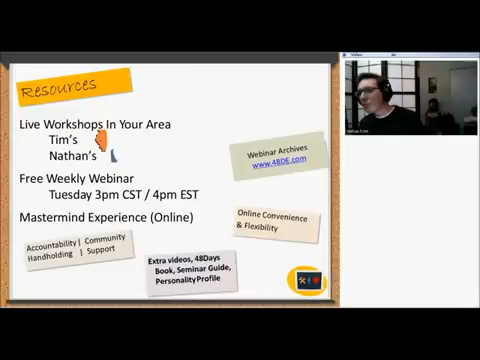 Resources
Live Workshops In Your Area
Tim's
Nathan's
Free Weekly Webinar
Tuesday 3pm CST / 4pm EST
Mastermind Experience (Online)
Webinar Archives
www.48DE.com
Online Convenience
& Flexibility
Accountability | Community
Handholding | Support
Extra videos, 48Days
Book, Seminar Guide,
Personality Profile
Video